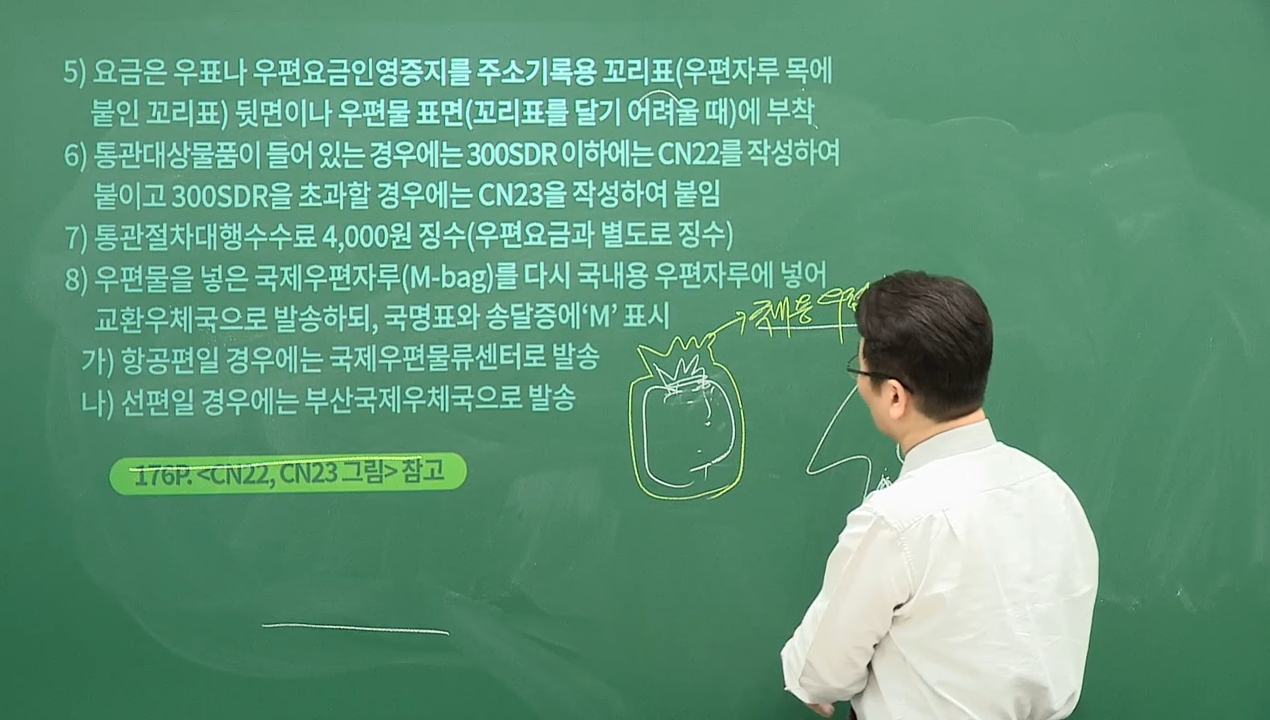 5) 요금은 우표나 우편요금인영증지를 주소기록용 꼬리표(우편자루 목에
붙인 꼬리표) 뒷면이나 우편물 표면(꼬리표를 달기 어려울 때)에 부착
6) 통관대상물품이 들어 있는 경우에는 300SDR 이하에는 CN22를 작성하여
붙이고 300SDR을 초과할 경우에는 CN23을 작성하여 붙임
7) 통관절차대행수수료 4,000원 징수(우편요금과 별도로 징수)
8) 우편물을 넣은 국제우편자루(M-bag)를 다시 국내용 우편자루에 넣어
교환우체국으로 발송하되, 국명표와 송달증에‘M’ 표시
국내용 우편
가) 항공편일 경우에는 국제우편물류센터로 발송
나) 선편일 경우에는 부산국제우체국으로 발송
176P. <CN22, CN23 그림> 참고